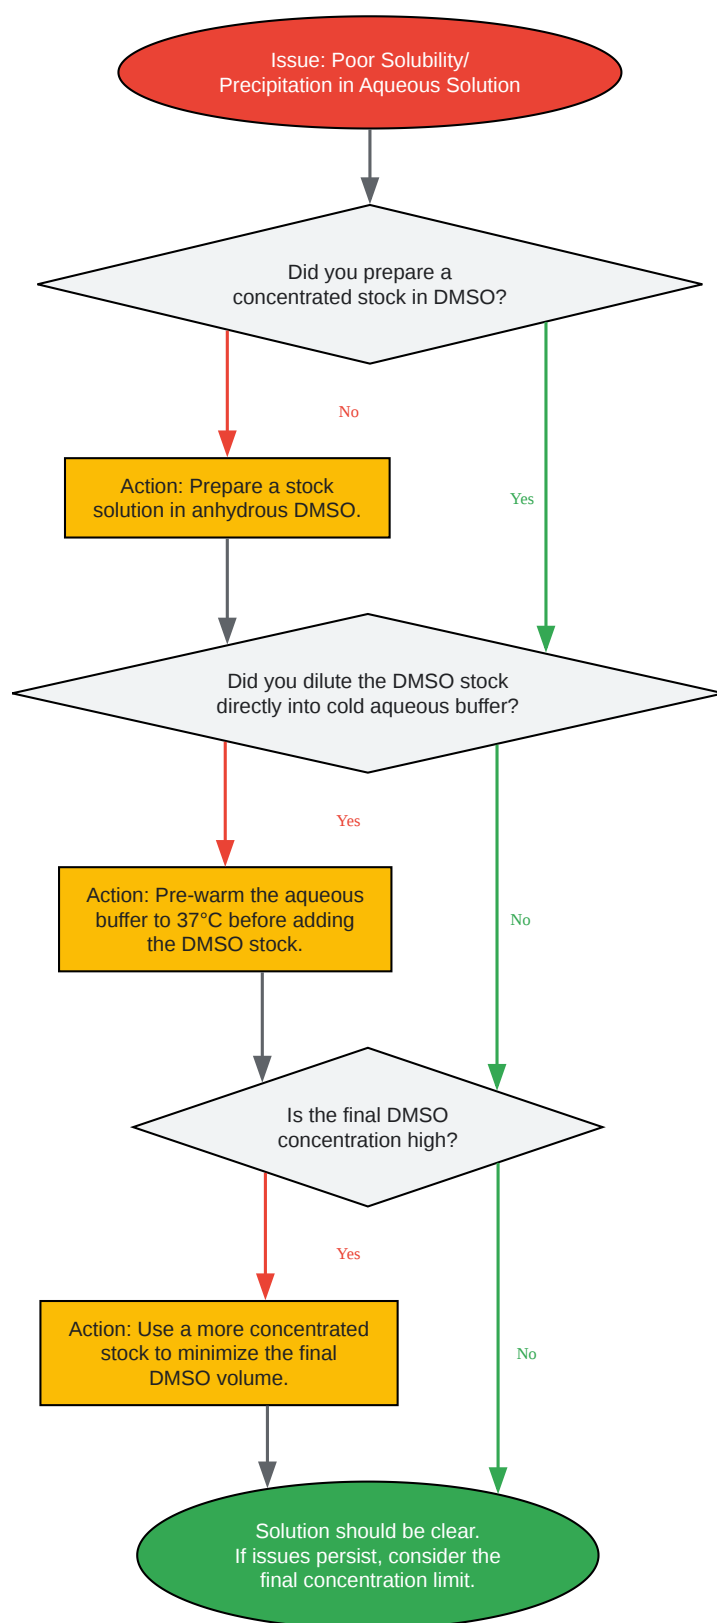 Issue: Poor Solubility/
Precipitation in Aqueous Solution
Did you prepare a
concentrated stock in DMSO?
No
Action: Prepare a stock
solution in anhydrous DMSO.
Yes
Did you dilute the DMSO stock
directly into cold aqueous buffer?
Yes
Action: Pre-warm the aqueous
buffer to 37°C before adding
the DMSO stock.
No
Is the final DMSO
concentration high?
Yes
Action: Use a more concentrated
stock to minimize the final
DMSO volume.
No
Solution should be clear.
If issues persist, consider the
final concentration limit.